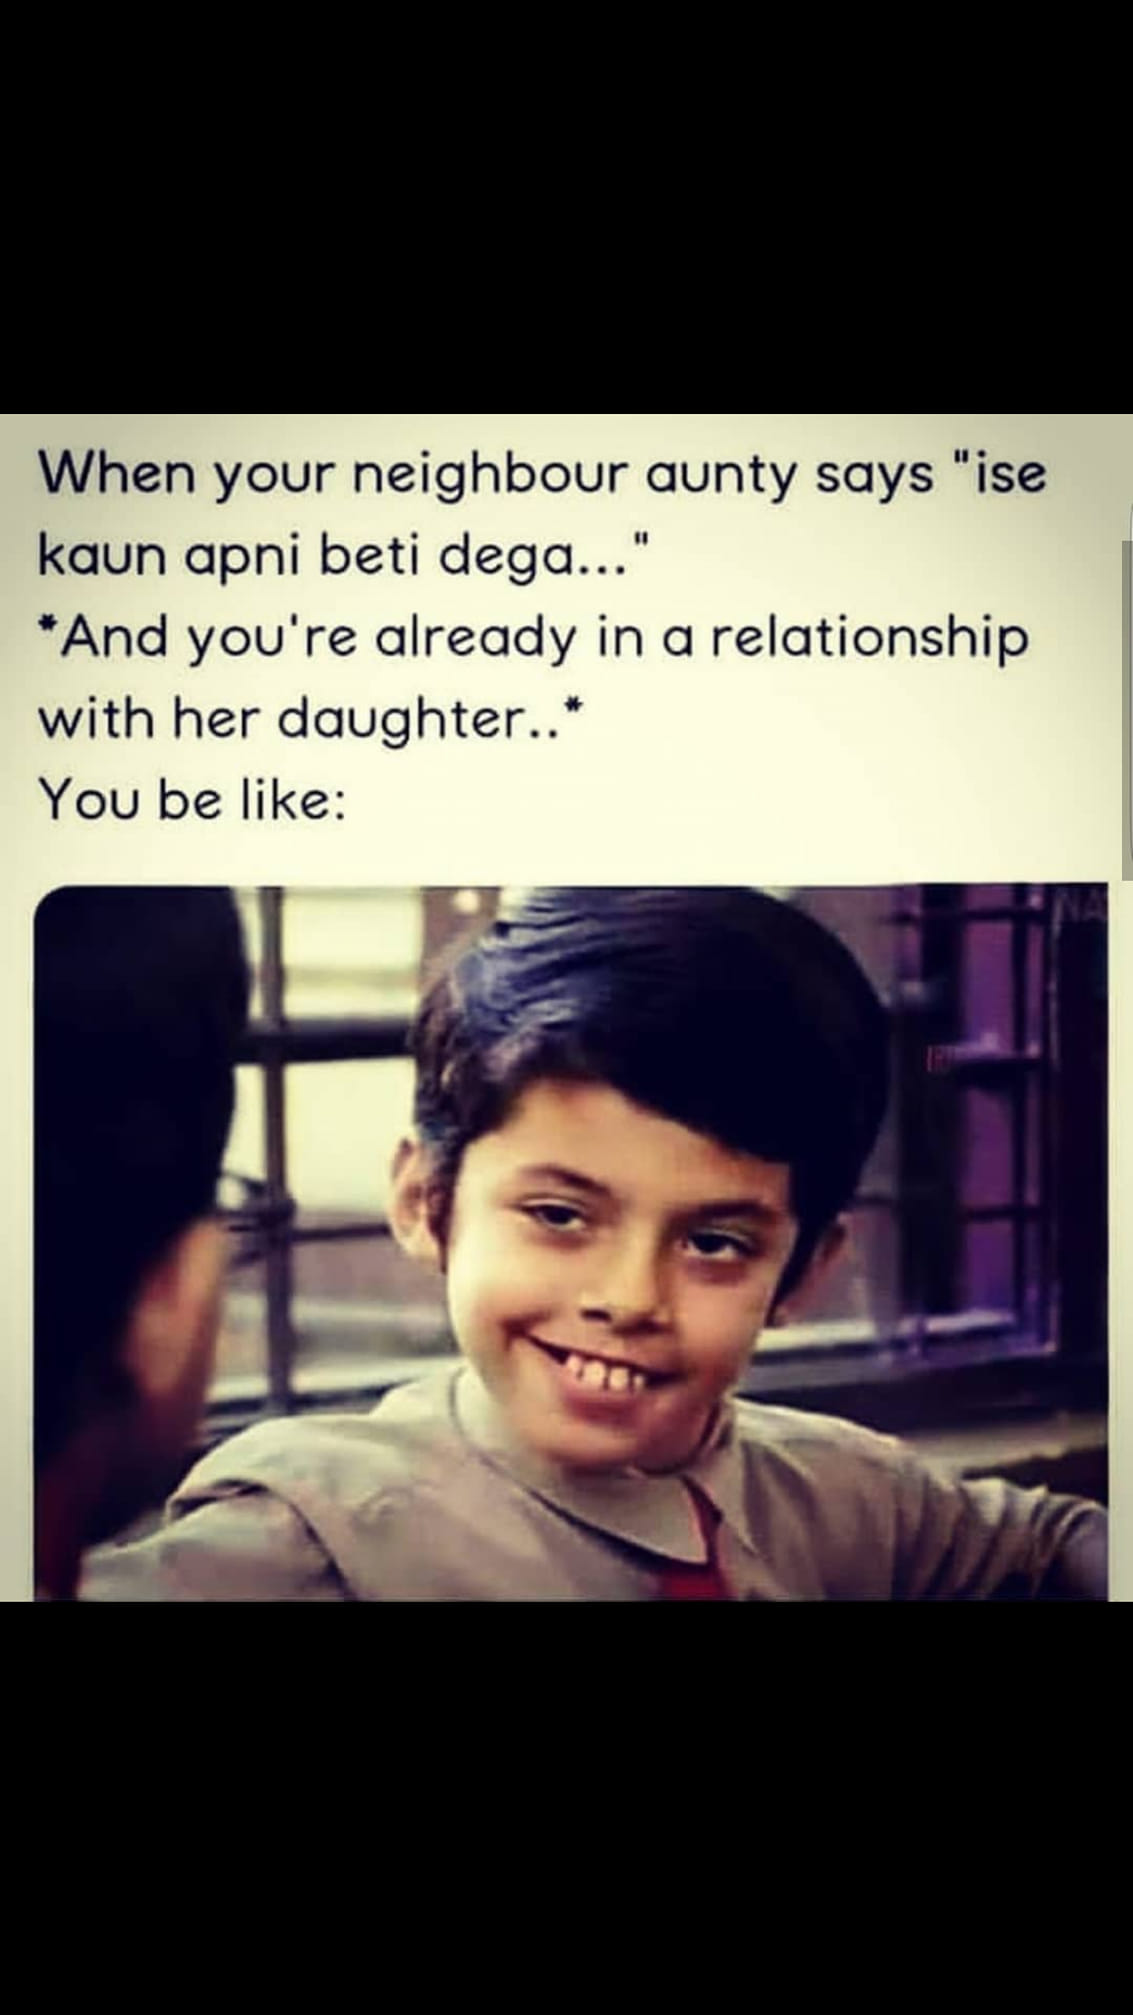 When your neighbour aunty says "ise
kaun apni beti dega..."
*And you're already in a relationship
with her daughter..*
You be like: